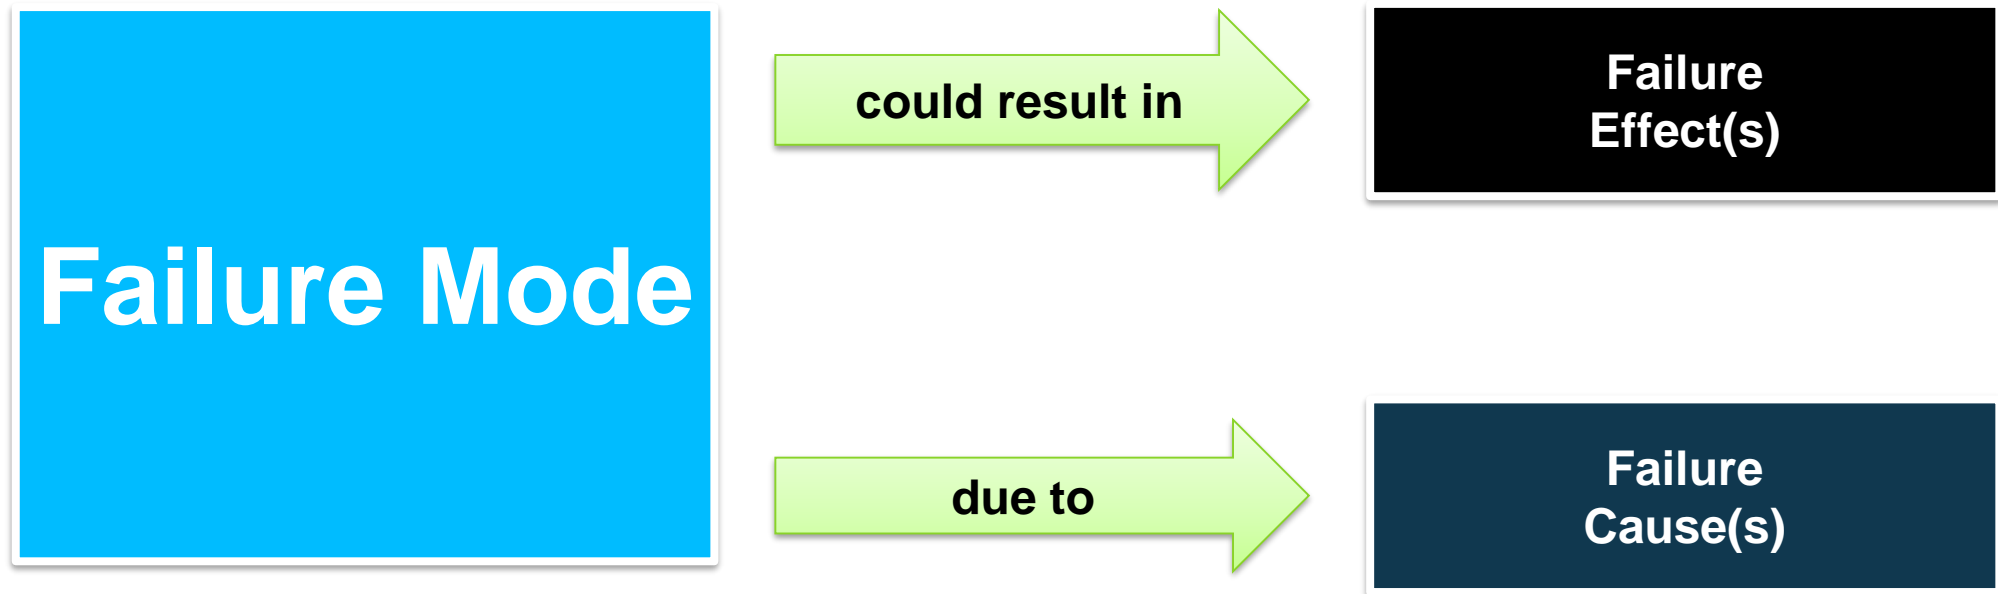 Failure Mode
could result in
Failure
Effect(s)
due to
Failure
Cause(s)